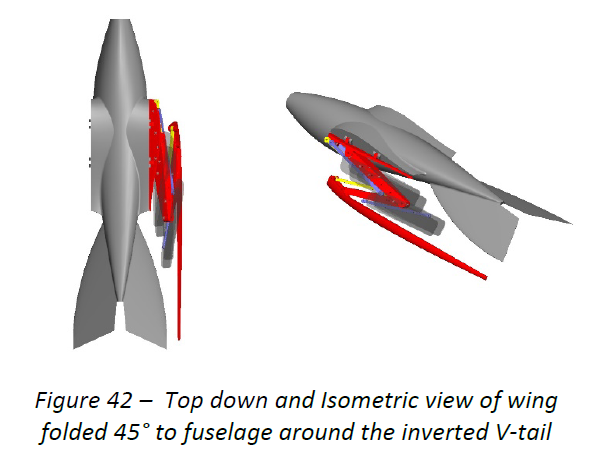 Figure 42 – Top down and Isometric view of wing
folded 45° to fuselage around the inverted V-tail